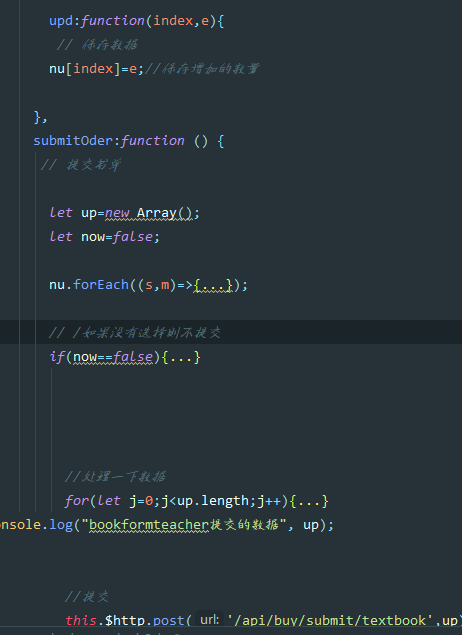 upd:function(index,e){
// 保存数据
nu[index]=e;//保存增加的数量
},
submitOder:function () {
// 提交书单
let up=new Array();
let now=false;
nu.forEach((s,m)=>{...});
// /如果没有选择则不提交
if(now==false){...}
//处理一下数据
for(let j=0;j<up.length;j++){...}
onsole.log("bookformteacher提交的数据", up);
//提交
this.$http.post( url: '/api/buy/submit/textbook',up)